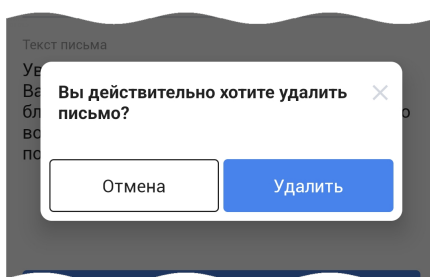 Текст письма
Вы действительно хотите удалить
письмо?
Отмена
Удалить